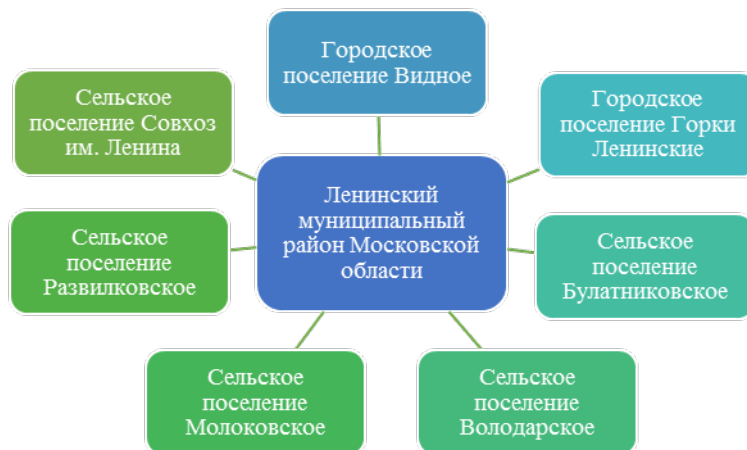 Городское
поселение Видное
Сельское
поселение Совхоз
им. Ленина
Городское
поселение Горки
Ленинские
Ленинский
муниципальный
район Московской
области
Сельское
поселение
Развилковское
Сельское
поселение
Булатниковское
Сельское
поселение
Молоковское
Сельское
поселение
Володарское